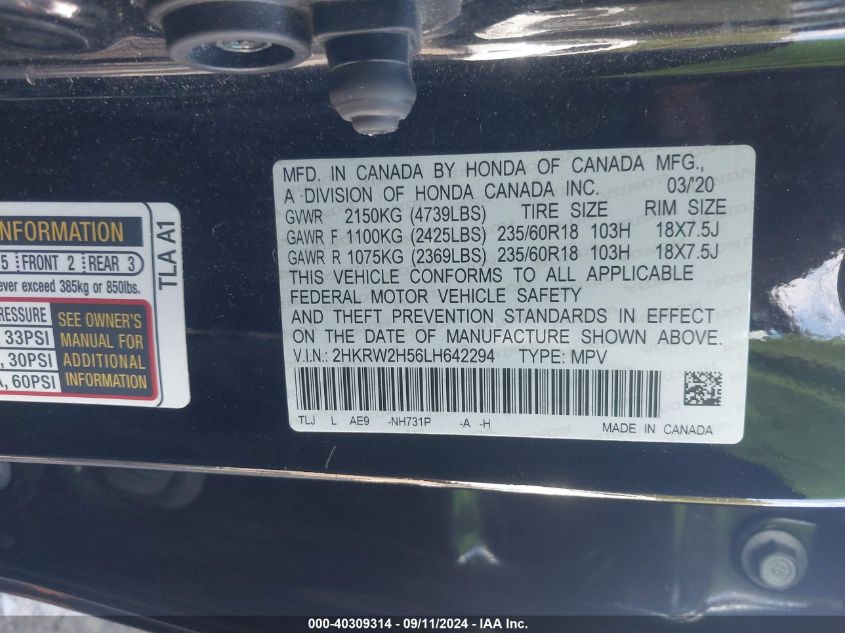 MFD. IN CANADA BY HONDA OF CANADA MFG.,
A DIVISION OF HONDA CANADA INC. 03/'20
GVWR 2150KG (4739LBS) TIRE SIZE RIM SIZE
GAWR F 1100KG (2425LBS) 235/60R18 103H 18X7.5J
GAWR R 1075KG (2369LBS) 235/60R18 103H 18X7.5J
THIS VEHICLE CONFORMS TO ALL APPLICABLE
FEDERAL MOTOR VEHICLE SAFETY
AND THEFT PREVENTION STANDARDS IN EFFECT
ON THE DATE OF MANUFACTURE SHOWN ABOVE.
V.I.N.: 2HKRW2H56LH642294 TYPE: MPV
TLJ L AE9 -NH731P -A -H
MADE IN CANADA
NFORMATION
5 FRONT 2 REAR 3
ever exceed 385kg or 850lbs.
RESSURE
, 33PSI
, 30PSI
A, 60PSI
SEE OWNER'S
MANUAL FOR
ADDITIONAL
INFORMATION
TLA A1
000-40309314 - 09/11/2024 - IAA Inc.